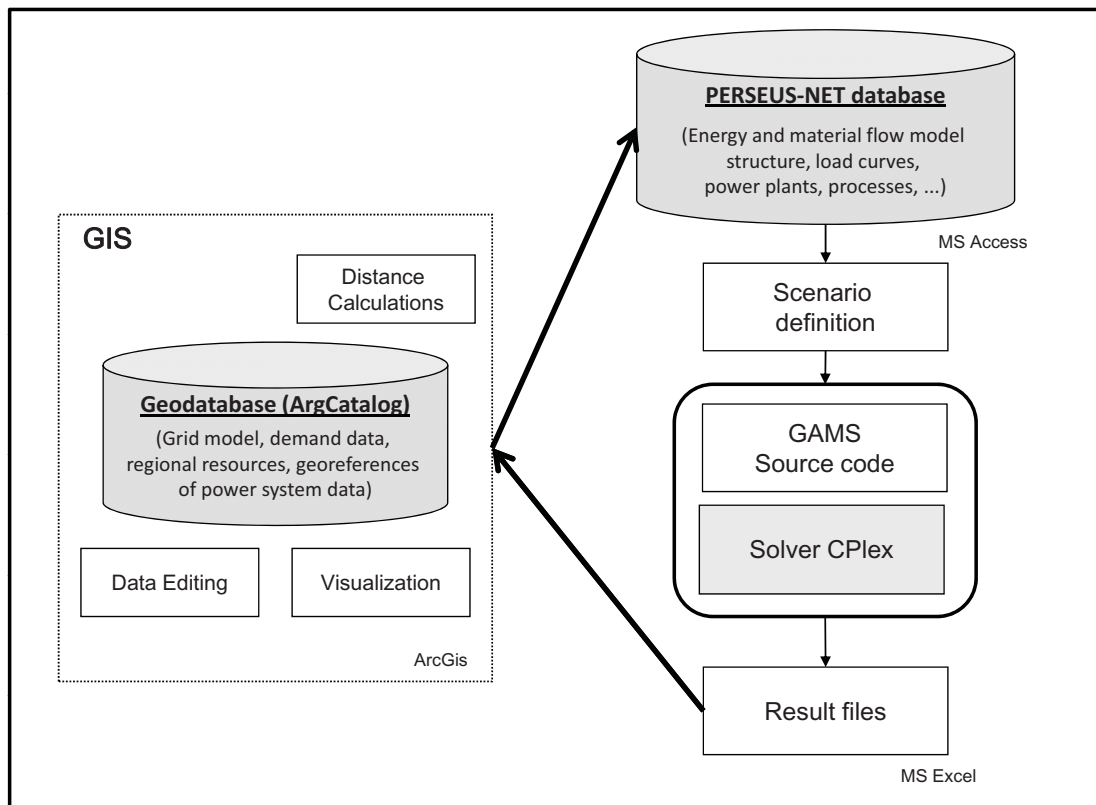 PERSEUS-NET database
(Energy and material flow model
structure, load curves,
power plants, processes, ...)
MS Access
GIS
Distance
Calculations
Geodatabase (ArgCatalog)
(Grid model, demand data,
regional resources, georeferences
of power system data)
Data Editing
Visualization
ArcGis
Scenario
definition
GAMS
Source code
Solver CPlex
Result files
MS Excel